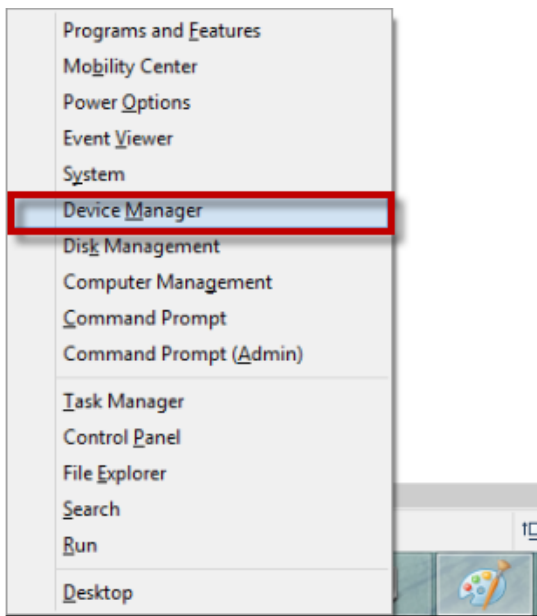 Programs and Features
Mobility Center
Power Options
Event Viewer
System
Device Manager
Disk Management
Computer Management
Command Prompt
Command Prompt (Admin)
Task Manager
Control Panel
File Explorer
Search
Run
Desktop